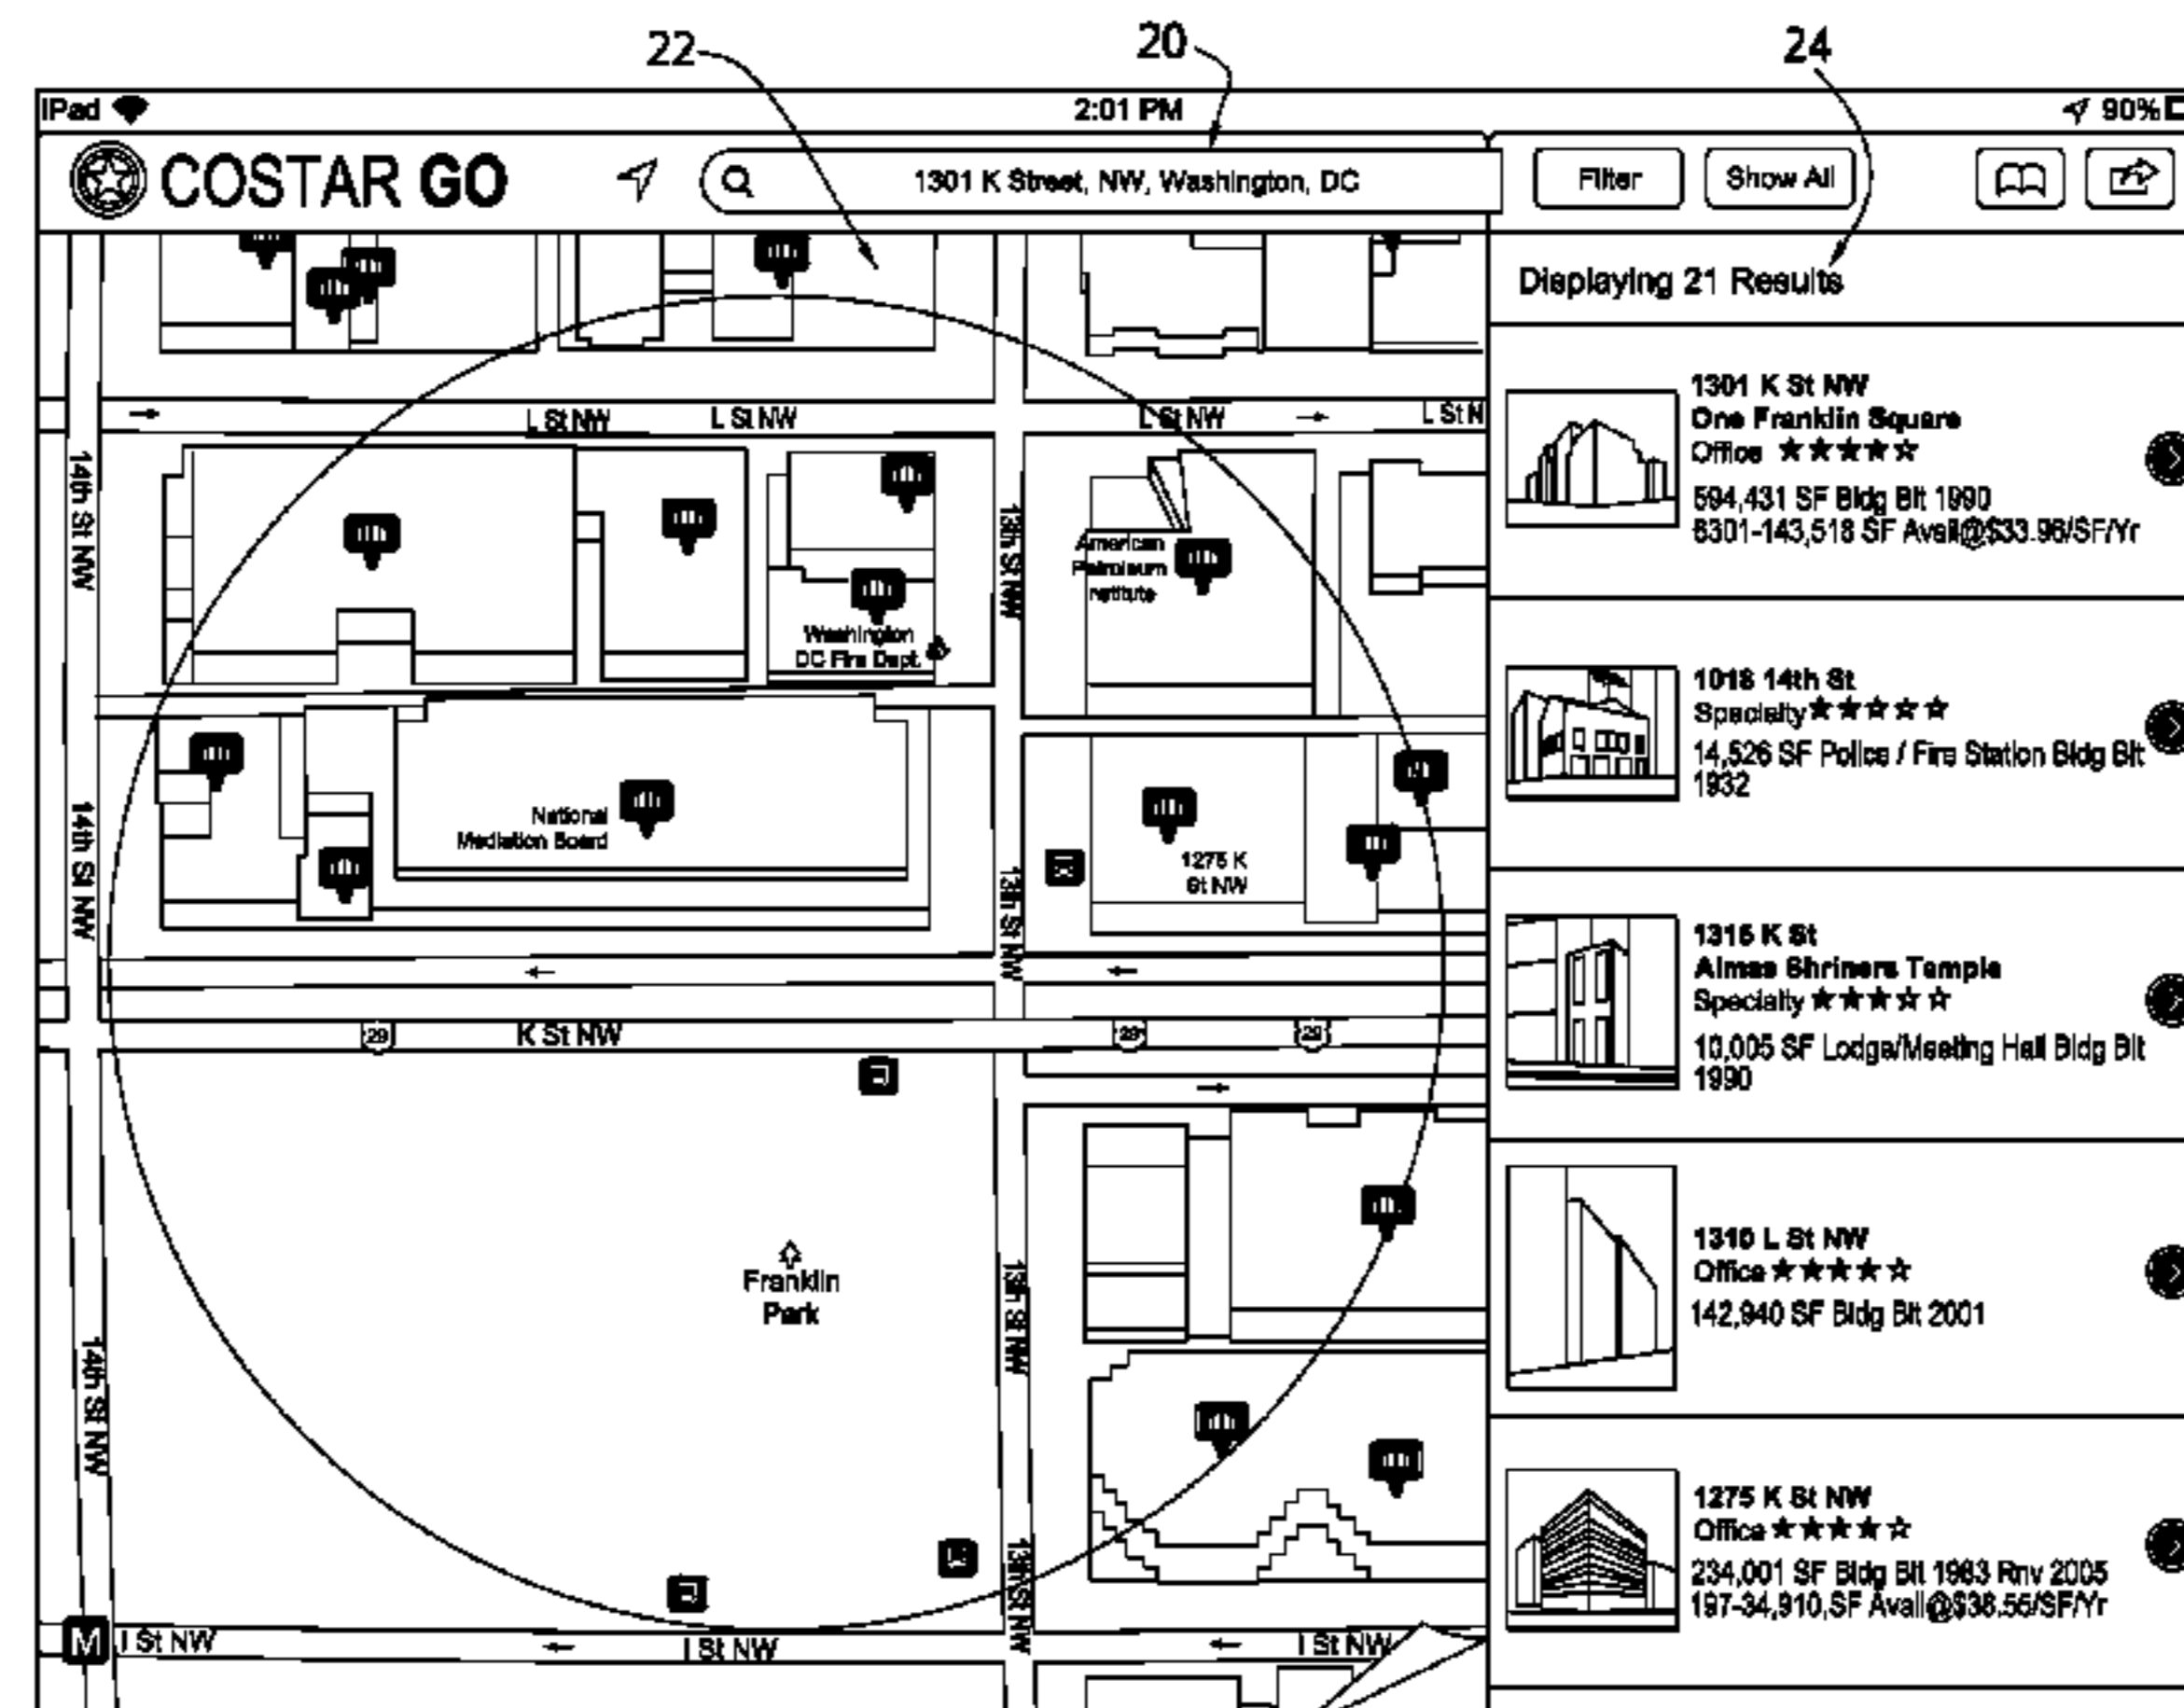 22
20
24
iPad
2:01 PM
90%
COSTAR GO
1301 K Street, NW, Washington, DC
Filter
Show All
Displaying 21 Results
L St NW
L St NW
L St NW
L St N
14th St NW
13th St NW
American
Petroleum
nstitute
Washington
DC Fire Dept.
National
Mediation Board
1275 K
St NW
14th St NW
13th St NW
29
K St NW
29
29
Franklin
Park
13th St NW
14th St NW
13th St NW
M
I St NW
I St NW
I St NW
1301 K St NW
One Franklin Square
Office ★★★★☆
594,431 SF Bldg Blt 1990
6301-143,518 SF Avail@$33.96/SF/Yr
1018 14th St
Specialty ★★☆☆☆
14,526 SF Police / Fire Station Bldg Blt
1932
1315 K St
Almas Shriners Temple
Specialty ★★★☆☆
10,005 SF Lodge/Meeting Hall Bldg Blt
1990
1310 L St NW
Office ★★★★☆
142,940 SF Bldg Blt 2001
1275 K St NW
Office ★★★★☆
234,001 SF Bldg Blt 1983 Rnv 2005
197-34,910,SF Avail@$38.55/SF/Yr